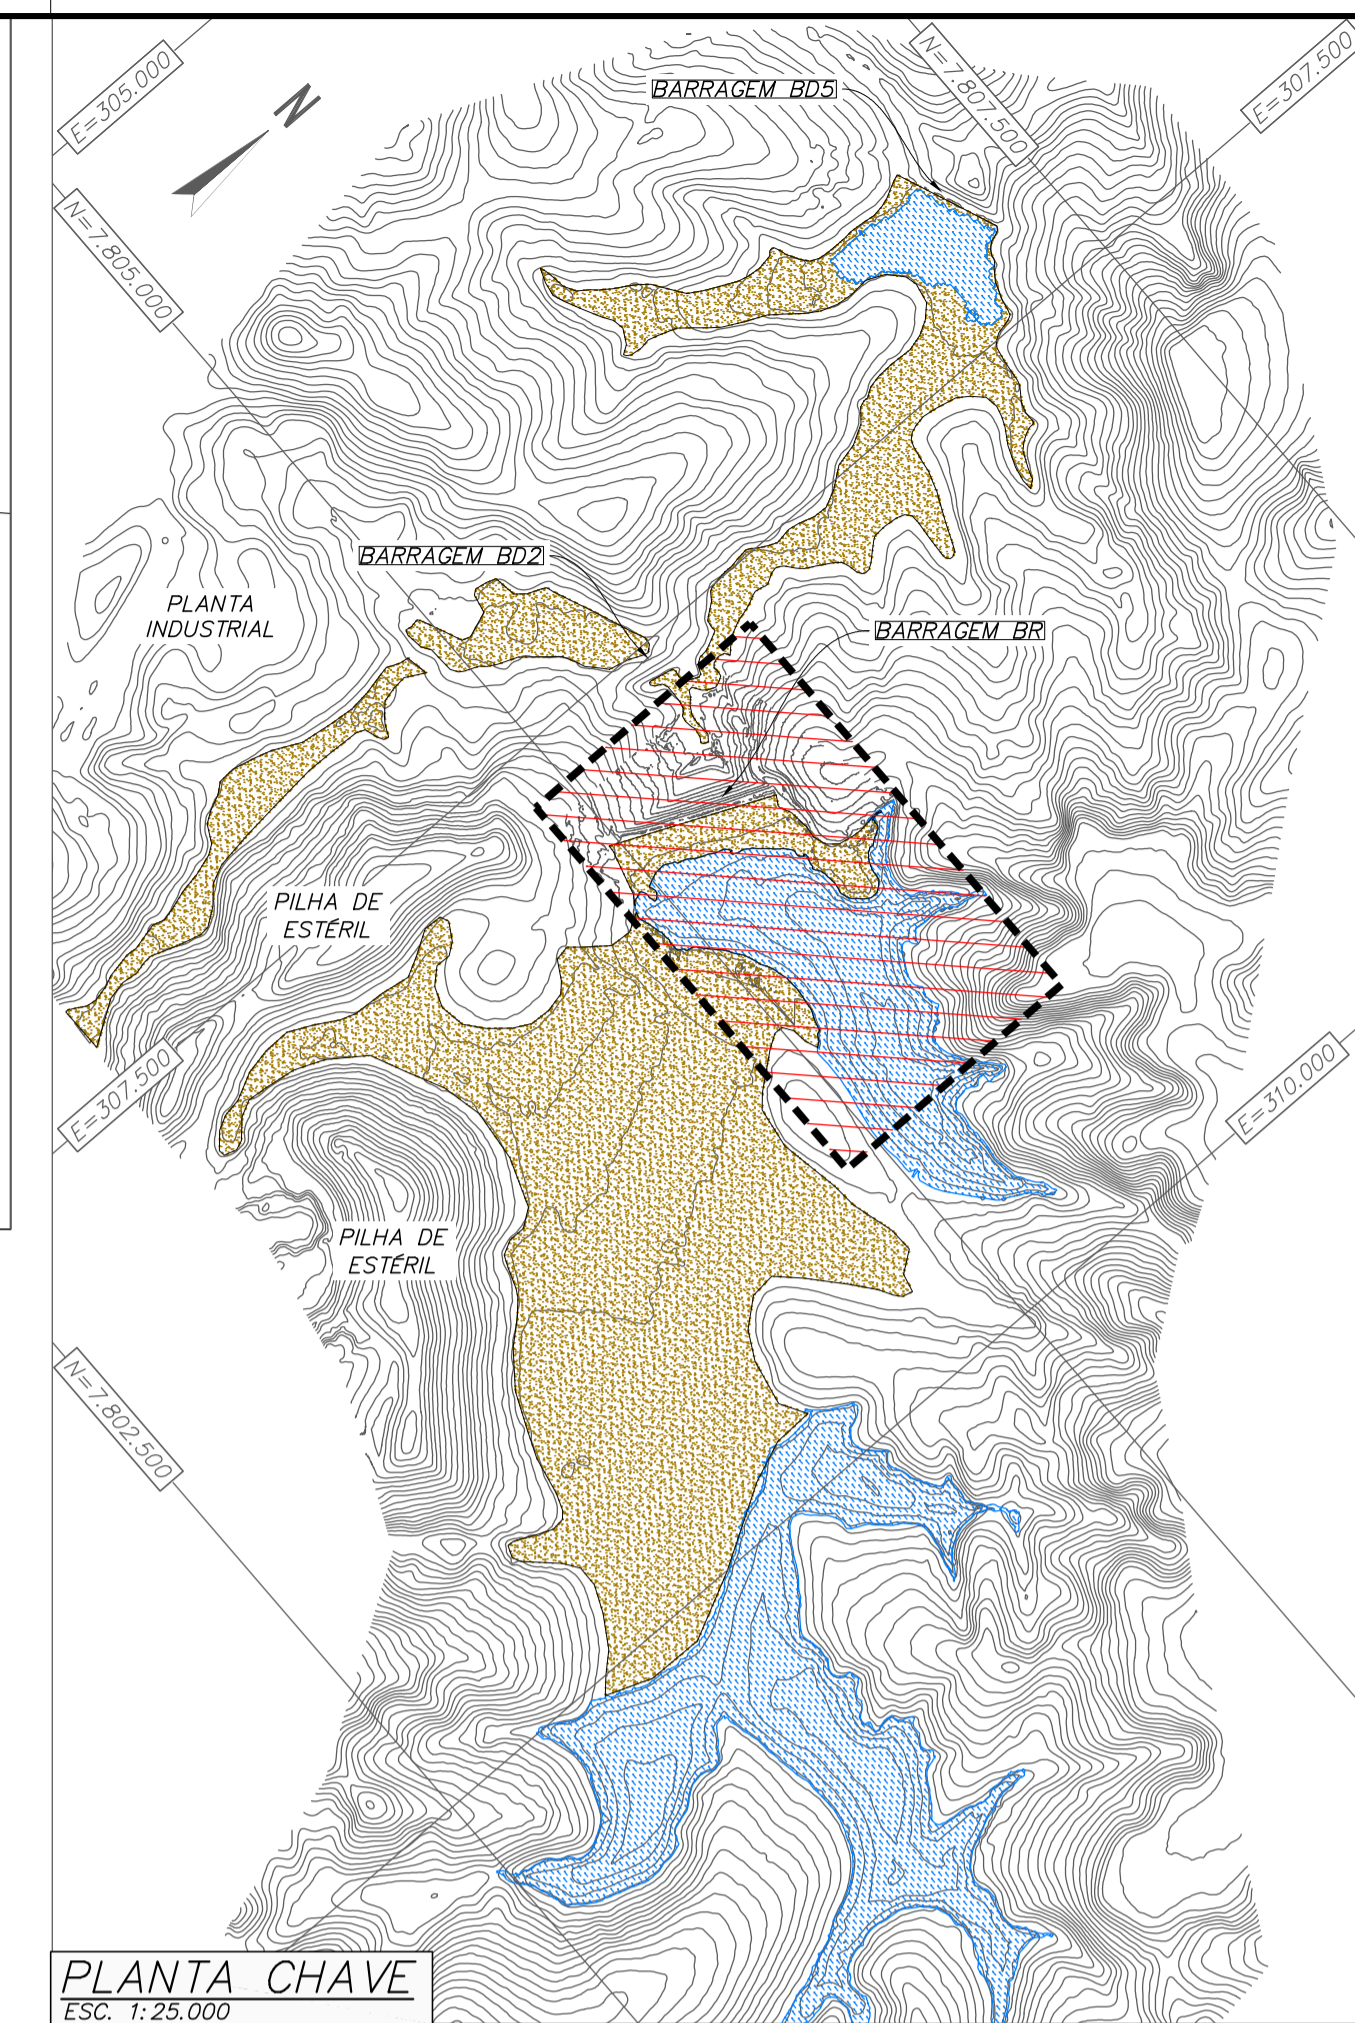 E=305.000
N
BARRAGEM BD5
N=7.807.500
E=307.500
N=7.805.000
BARRAGEM BD2
PLANTA
INDUSTRIAL
BARRAGEM BR
PILHA DE
ESTÉRIL
E=307.500
E=310.000
PILHA DE
ESTÉRIL
N=7.802.500
PLANTA CHAVE
ESC. 1:25.000